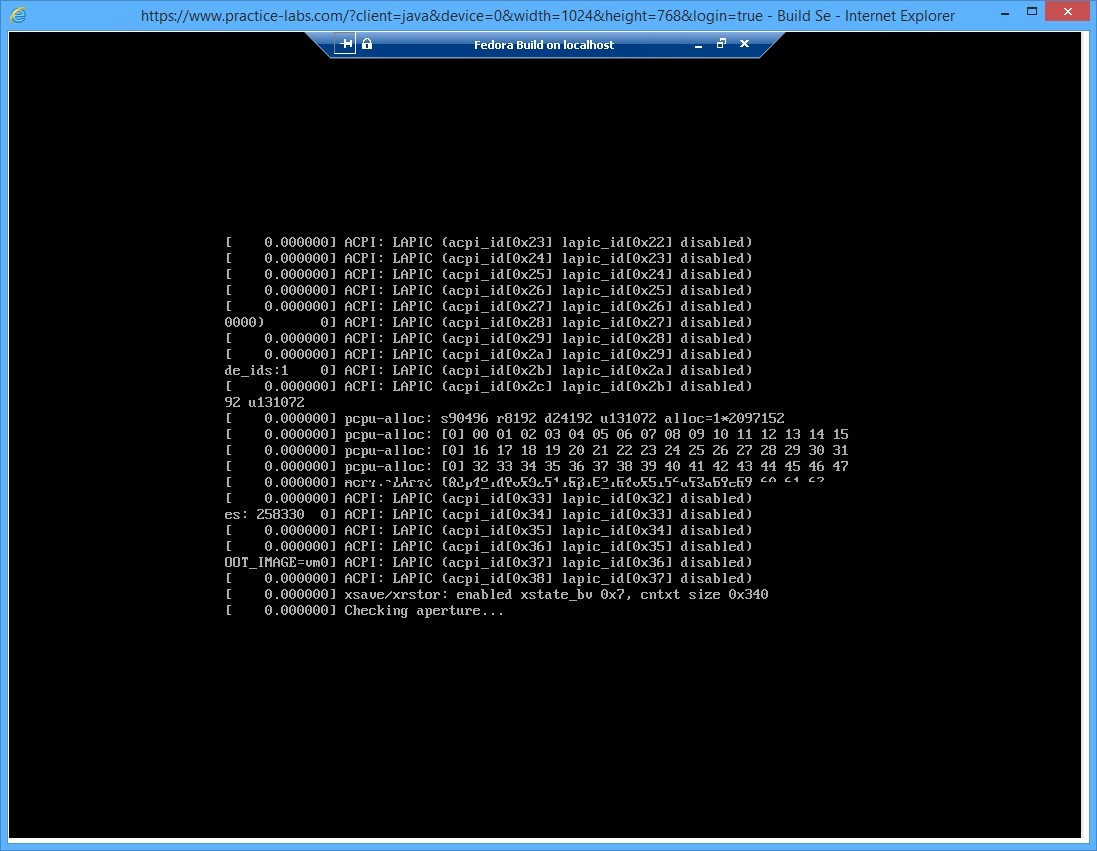 https://www.practice-labs.com/?client=java&device=0&width=1024&height=768&login=true - Build Se - Internet Explorer
Fedora Build on localhost
[    0.000000] ACPI: LAPIC (acpi_id[0x23] lapic_id[0x22] disabled)
[    0.000000] ACPI: LAPIC (acpi_id[0x24] lapic_id[0x23] disabled)
[    0.000000] ACPI: LAPIC (acpi_id[0x25] lapic_id[0x24] disabled)
[    0.000000] ACPI: LAPIC (acpi_id[0x26] lapic_id[0x25] disabled)
[    0.000000] ACPI: LAPIC (acpi_id[0x27] lapic_id[0x26] disabled)
0000)       0] ACPI: LAPIC (acpi_id[0x28] lapic_id[0x27] disabled)
[    0.000000] ACPI: LAPIC (acpi_id[0x29] lapic_id[0x28] disabled)
[    0.000000] ACPI: LAPIC (acpi_id[0x2a] lapic_id[0x29] disabled)
de_ids:1    0] ACPI: LAPIC (acpi_id[0x2b] lapic_id[0x2a] disabled)
[    0.000000] ACPI: LAPIC (acpi_id[0x2c] lapic_id[0x2b] disabled)
92 u131072
[    0.000000] pcpu-alloc: s90496 r8192 d24192 u131072 alloc=1*2097152
[    0.000000] pcpu-alloc: [0] 00 01 02 03 04 05 06 07 08 09 10 11 12 13 14 15
[    0.000000] pcpu-alloc: [0] 16 17 18 19 20 21 22 23 24 25 26 27 28 29 30 31
[    0.000000] pcpu-alloc: [0] 32 33 34 35 36 37 38 39 40 41 42 43 44 45 46 47
[    0.000000]
[    0.000000] ACPI: LAPIC (acpi_id[0x33] lapic_id[0x32] disabled)
es: 258330  0] ACPI: LAPIC (acpi_id[0x34] lapic_id[0x33] disabled)
[    0.000000] ACPI: LAPIC (acpi_id[0x35] lapic_id[0x34] disabled)
[    0.000000] ACPI: LAPIC (acpi_id[0x36] lapic_id[0x35] disabled)
OOT_IMAGE=vm0] ACPI: LAPIC (acpi_id[0x37] lapic_id[0x36] disabled)
[    0.000000] ACPI: LAPIC (acpi_id[0x38] lapic_id[0x37] disabled)
[    0.000000] xsave/xrstor: enabled xstate_bv 0x7, cntxt size 0x340
[    0.000000] Checking aperture...